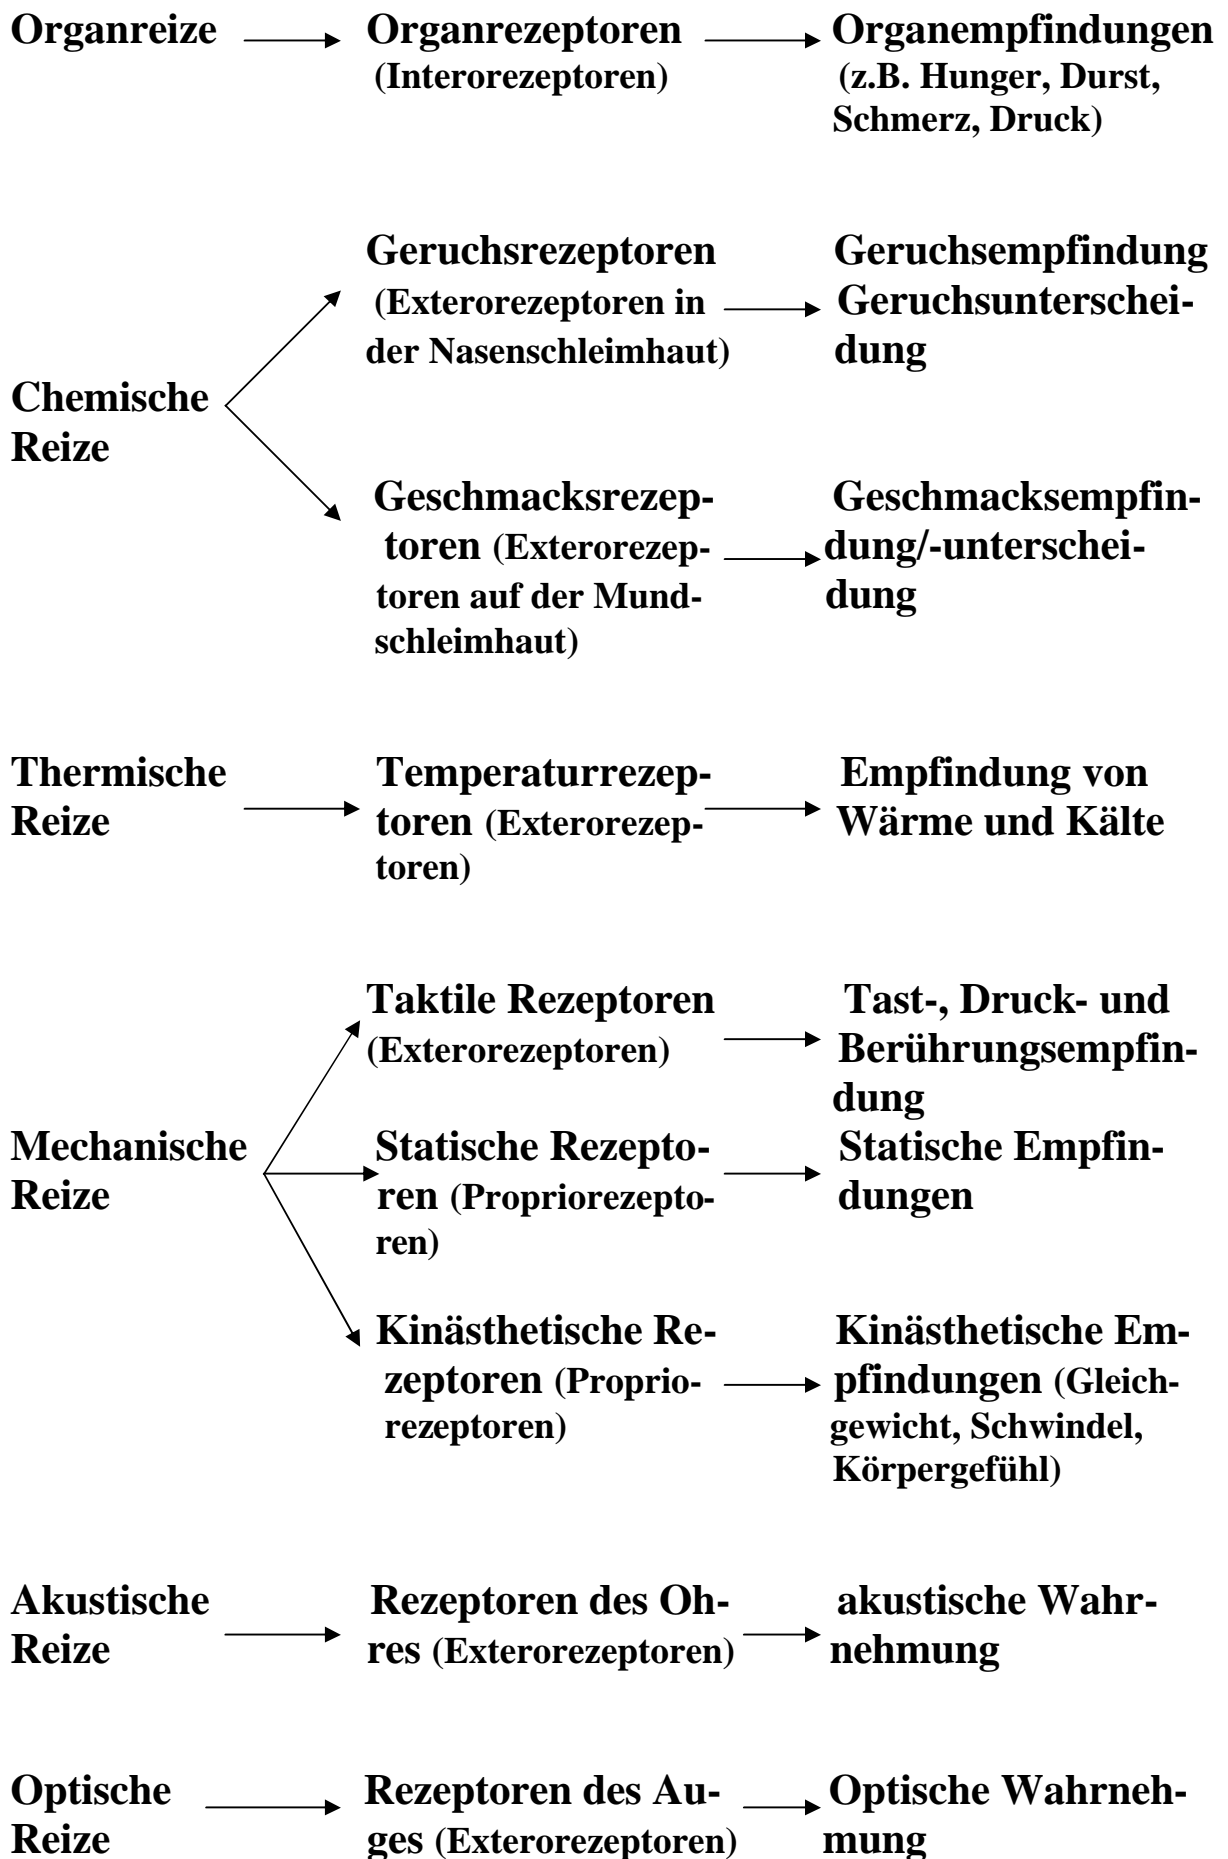 Organreize
Organrezeptoren
(Interorezeptoren)
Organempfindungen
(z.B. Hunger, Durst,
Schmerz, Druck)
Chemische
Reize
Geruchsrezeptoren
(Exterorezeptoren in
der Nasenschleimhaut)
Geruchsempfindung
Geruchsunterschei-
dung
Geschmacksrezep-
toren (Exterorezep-
toren auf der Mund-
schleimhaut)
Geschmacksempfin-
dung/-unterschei-
dung
Thermische
Reize
Temperaturrezep-
toren (Exterorezep-
toren)
Empfindung von
Wärme und Kälte
Mechanische
Reize
Taktile Rezeptoren
(Exterorezeptoren)
Tast-, Druck- und
Berührungsempfin-
dung
Statische Rezepto-
ren (Propriorezepto-
ren)
Statische Empfin-
dungen
Kinästhetische Re-
zeptoren (Proprio-
rezeptoren)
Kinästhetische Em-
pfindungen (Gleich-
gewicht, Schwindel,
Körpergefühl)
Akustische
Reize
Rezeptoren des Oh-
res (Exterorezeptoren)
akustische Wahr-
nehmung
Optische
Reize
Rezeptoren des Au-
ges (Exterorezeptoren)
Optische Wahrneh-
mung